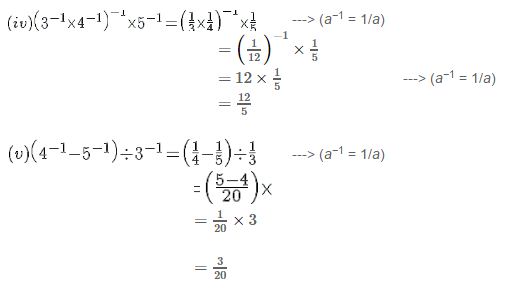 (iv)(3⁻¹×4⁻¹)⁻¹×5⁻¹=(1/3×1/4)⁻¹×1/5 ---> (a⁻¹ = 1/a)
= (1/12)⁻¹ × 1/5
= 12 × 1/5 ---> (a⁻¹ = 1/a)
= 12/5
(v)(4⁻¹−5⁻¹)÷3⁻¹=(1/4−1/5)÷1/3 ---> (a⁻¹ = 1/a)
=(5−4/20)×
= 1/20 × 3
= 3/20